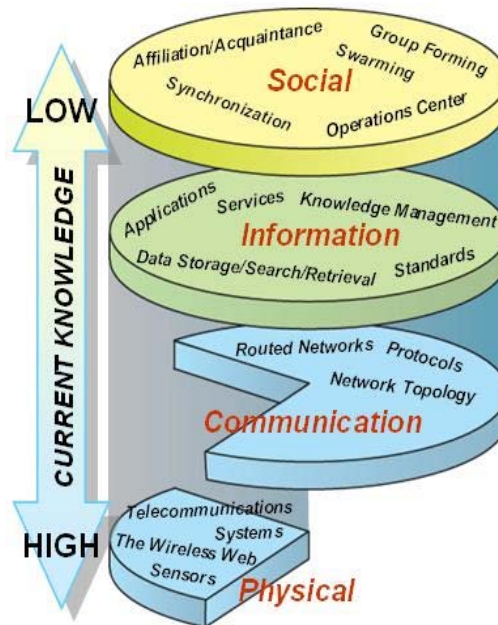 Affiliation/Acquaintance
Group Forming
Swarming
Social
Synchronization
Operations Center
LOW
Applications
Services
Knowledge Management
Information
Data Storage/Search/Retrieval
Standards
CURRENT KNOWLEDGE
Routed Networks
Protocols
Network Topology
Communication
Telecommunications
Systems
HIGH
The Wireless Web
Sensors
Physical